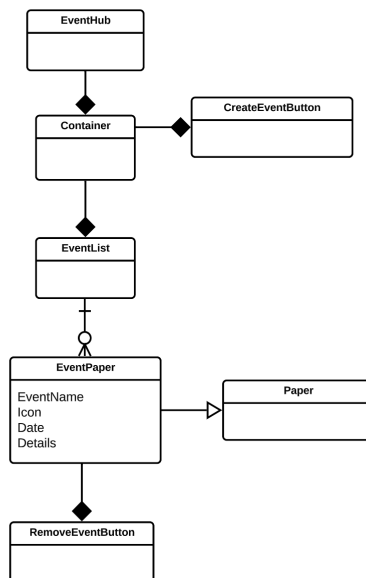 EventHub
Container
CreateEventButton
EventList
EventPaper
EventName
Icon
Date
Details
Paper
RemoveEventButton